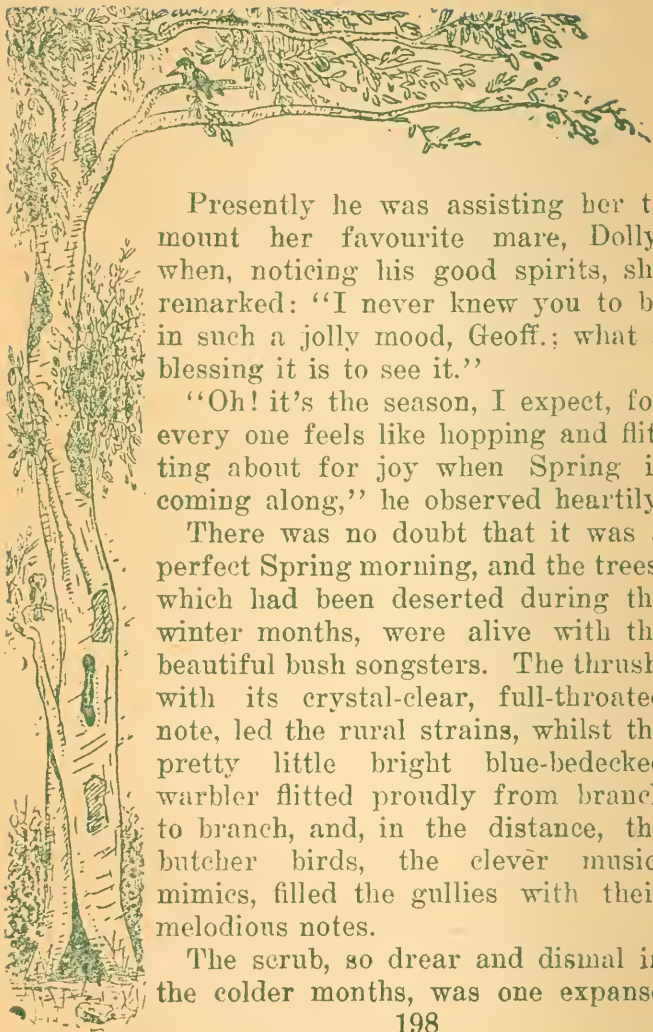 Presently he was assisting her t
mount her favourite mare, Dolly
when, noticing his good spirits, sh
remarked: "I never knew you to b
in such a jolly mood, Geoff.; what
blessing it is to see it."
"Oh! it's the season, I expect, fo
every one feels like hopping and flit
ting about for joy when Spring i
coming along," he observed heartily
There was no doubt that it was
perfect Spring morning, and the trees
which had been deserted during th
winter months, were alive with th
beautiful bush songsters. The thrush
with its crystal-clear, full-throate
note, led the rural strains, whilst th
pretty little bright blue-bedecke
warbler flitted proudly from branc
to branch, and, in the distance, th
butcher birds, the clever music
mimics, filled the gullies with thei
melodious notes.
The scrub, so drear and dismal i
the colder months, was one expans
198